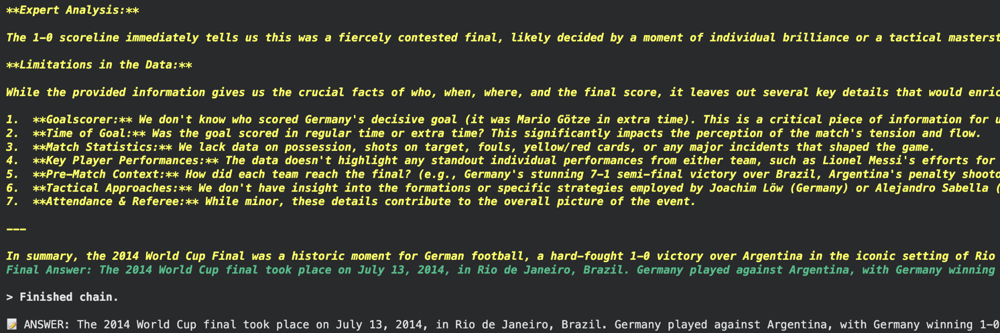 **Expert Analysis:**
The 1-0 scoreline immediately tells us this was a fiercely contested final, likely decided by a moment of individual brilliance or a tactical masterst
**Limitations in the Data:**
While the provided information gives us the crucial facts of who, when, where, and the final score, it leaves out several key details that would enric
1. **Goalscorer:** We don't know who scored Germany's decisive goal (it was Mario Götze in extra time). This is a critical piece of information for u
2. **Time of Goal:** Was the goal scored in regular time or extra time? This significantly impacts the perception of the match's tension and flow.
3. **Match Statistics:** We lack data on possession, shots on target, fouls, yellow/red cards, or any major incidents that shaped the game.
4. **Key Player Performances:** The data doesn't highlight any standout individual performances from either team, such as Lionel Messi's efforts for
5. **Pre-Match Context:** How did each team reach the final? (e.g., Germany's stunning 7-1 semi-final victory over Brazil, Argentina's penalty shooto
6. **Tactical Approaches:** We don't have insight into the formations or specific strategies employed by Joachim Löw (Germany) or Alejandro Sabella (
7. **Attendance & Referee:** While minor, these details contribute to the overall picture of the event.
---
In summary, the 2014 World Cup Final was a historic moment for German football, a hard-fought 1-0 victory over Argentina in the iconic setting of Rio
Final Answer: The 2014 World Cup final took place on July 13, 2014, in Rio de Janeiro, Brazil. Germany played against Argentina, with Germany winning
> Finished chain.
📝 ANSWER: The 2014 World Cup final took place on July 13, 2014, in Rio de Janeiro, Brazil. Germany played against Argentina, with Germany winning 1-0